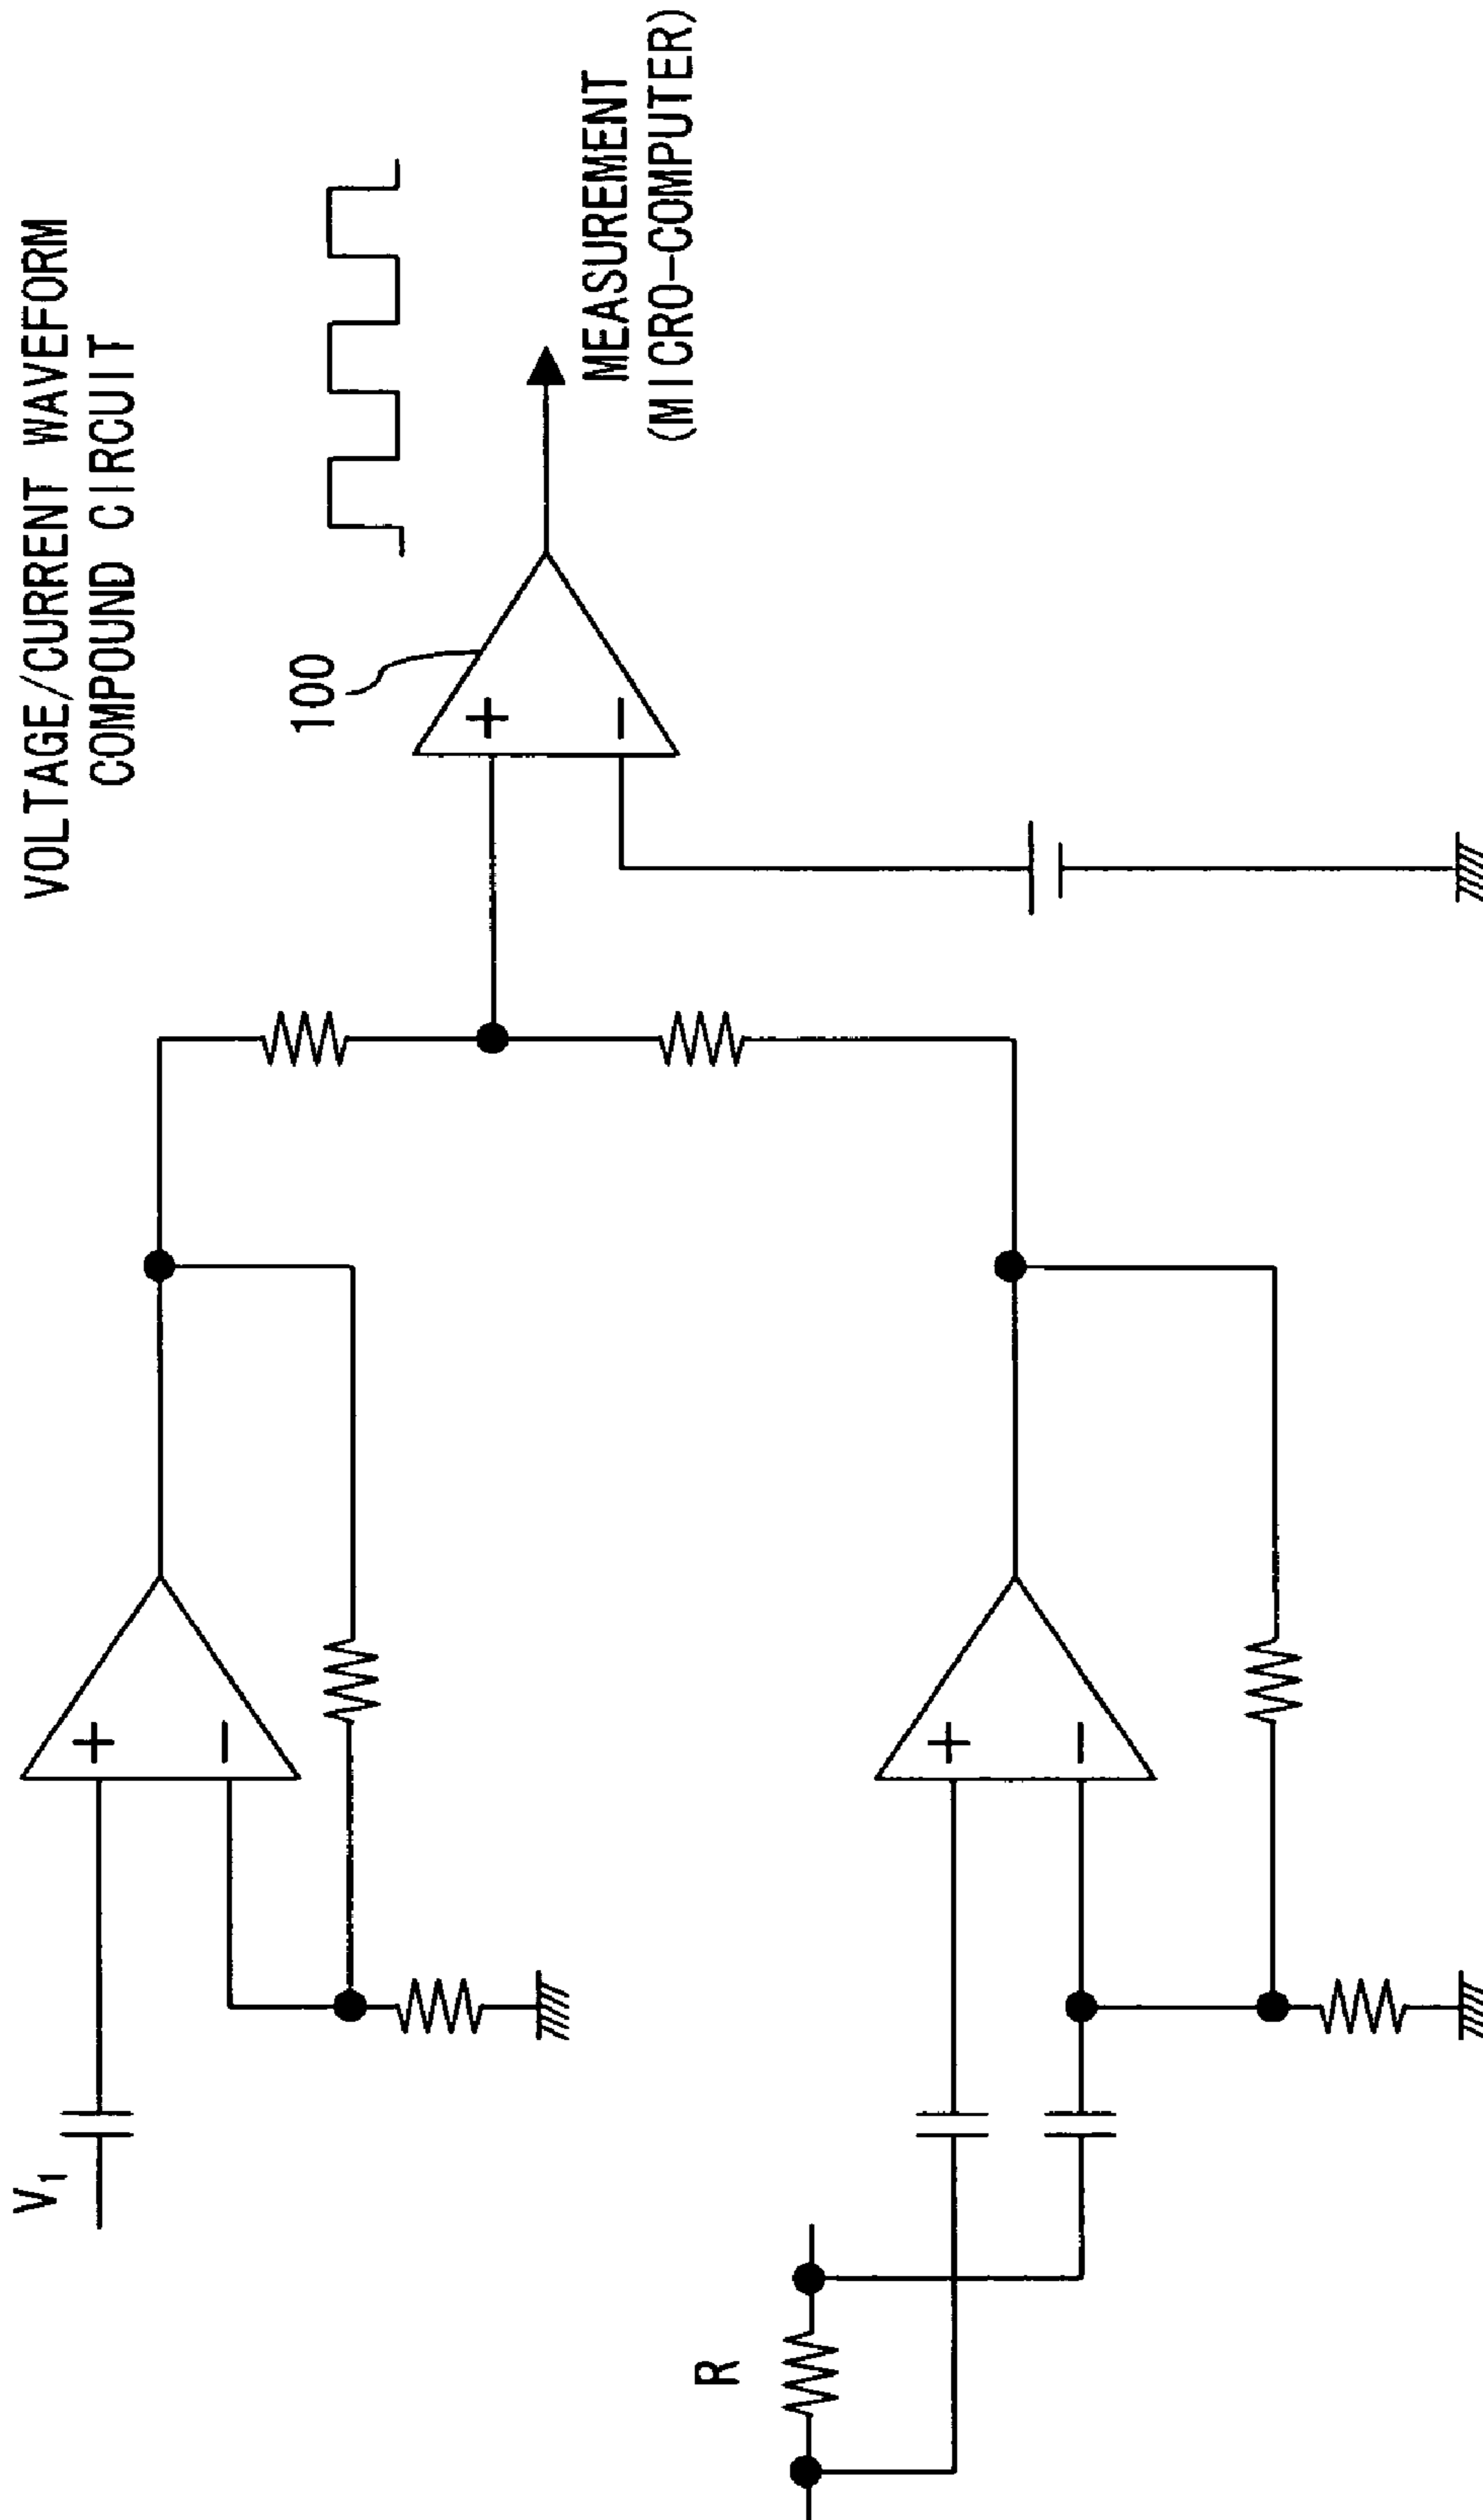 VOLTAGE/CURRENT WAVEFORM
COMPOUND CIRCUIT
100
+
−
MEASUREMENT
(MICRO-COMPUTER)
V1
+
−
R
+
−